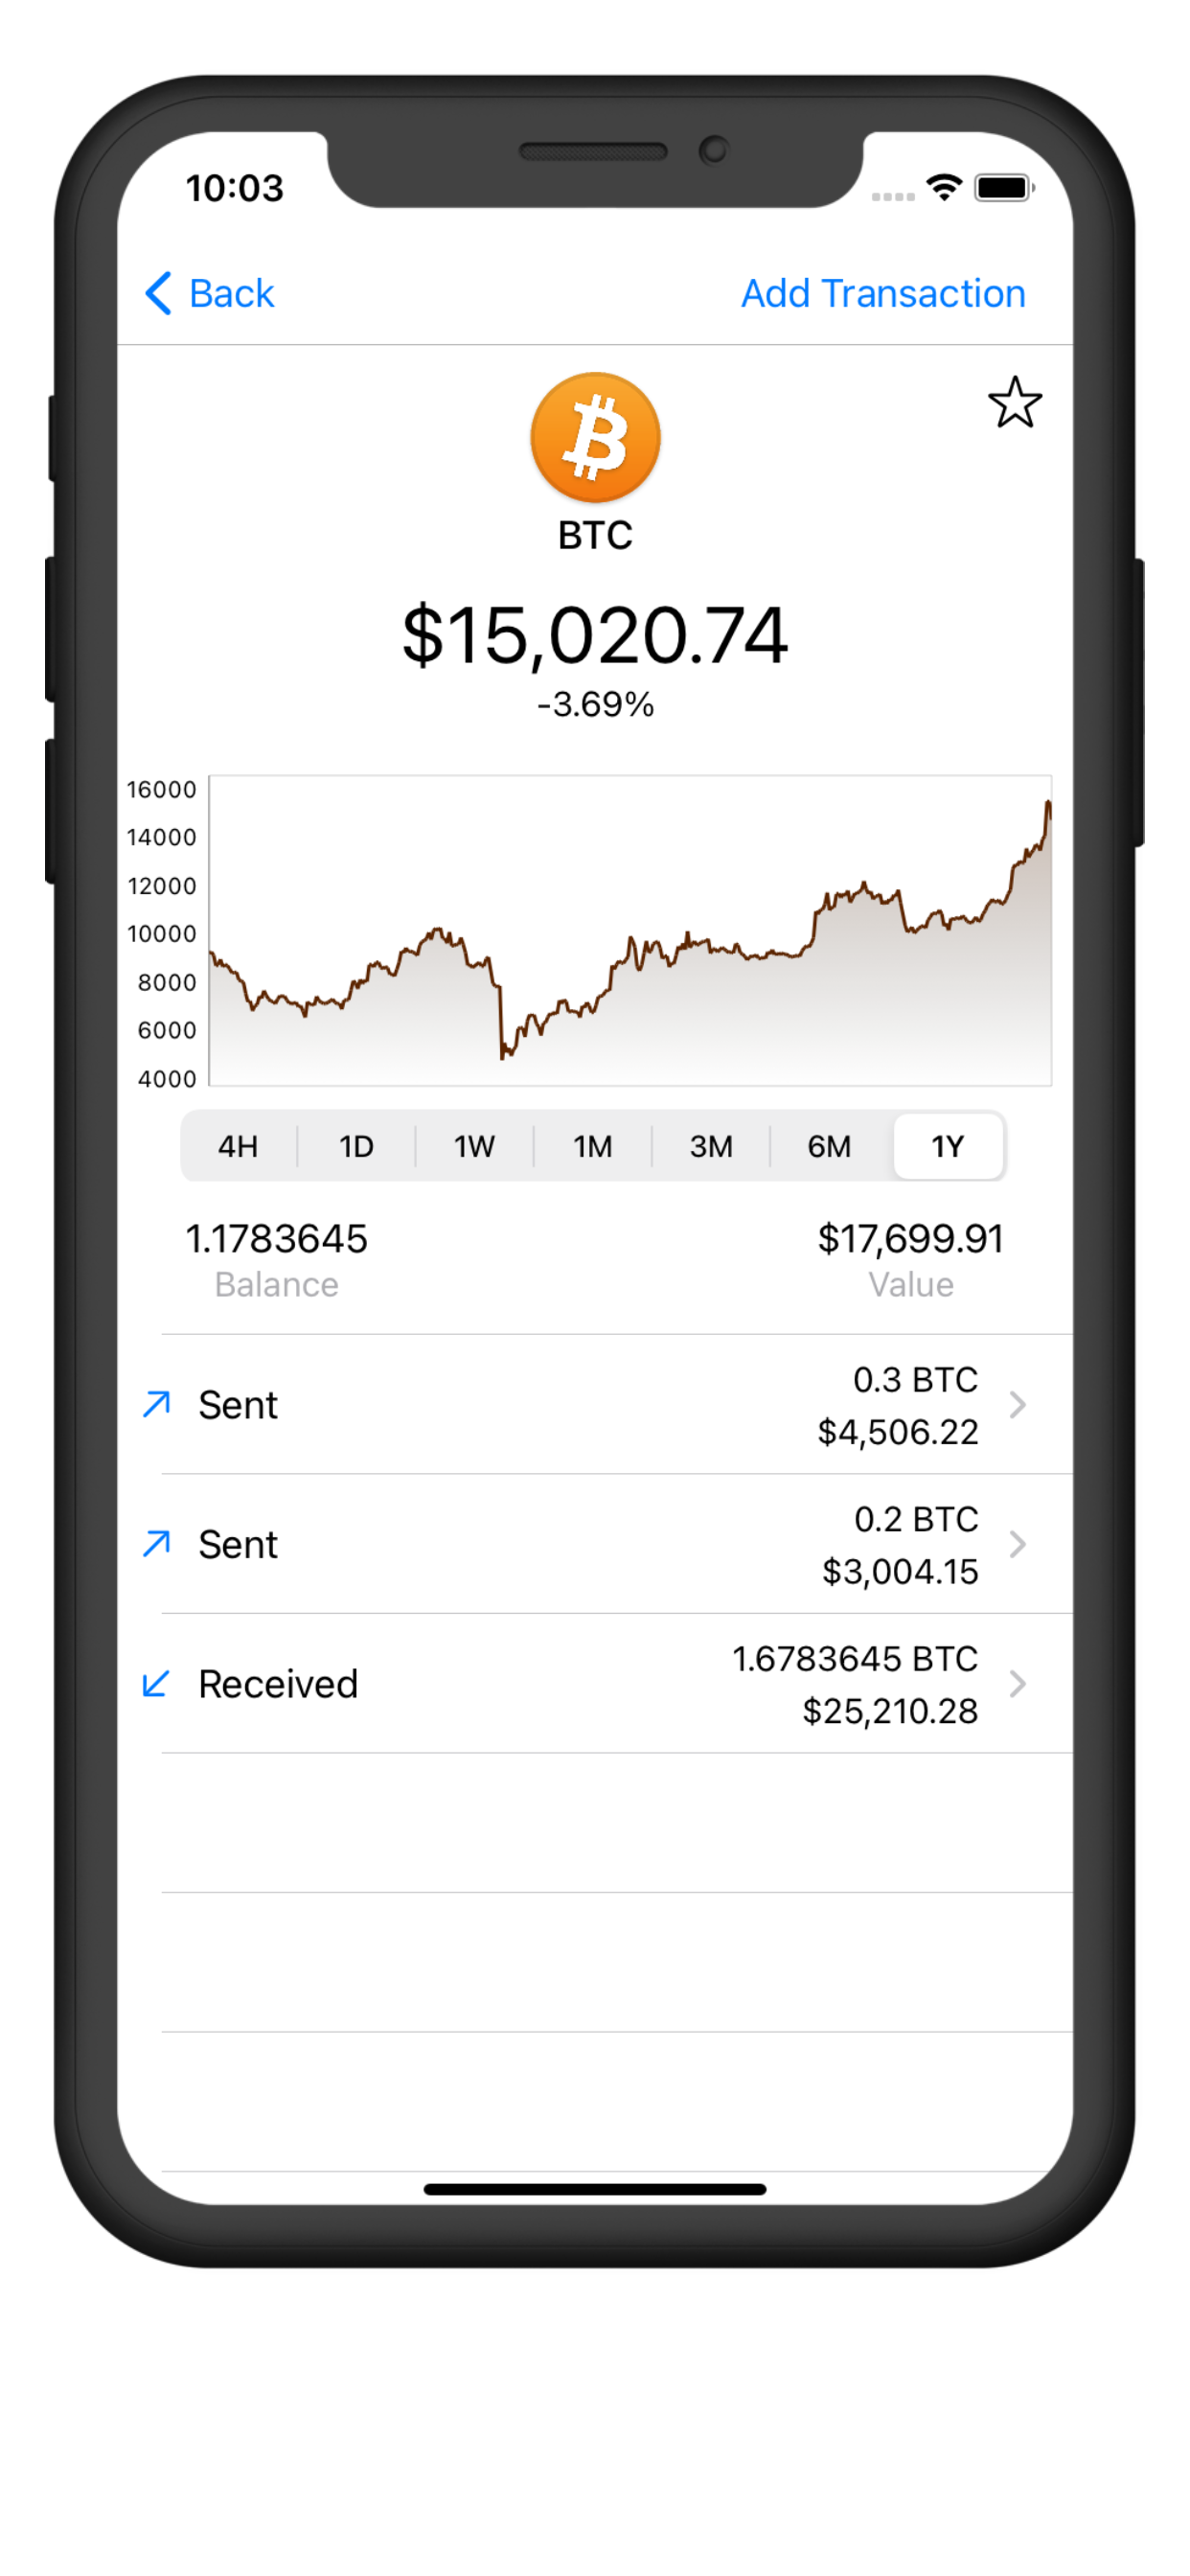 10:03
Back
Add Transaction
BTC
$15,020.74
-3.69%
16000
14000
12000
10000
8000
6000
4000
4H 1D 1W 1M 3M 6M 1Y
1.1783645
Balance
$17,699.91
Value
Sent
0.3 BTC
$4,506.22
Sent
0.2 BTC
$3,004.15
Received
1.6783645 BTC
$25,210.28